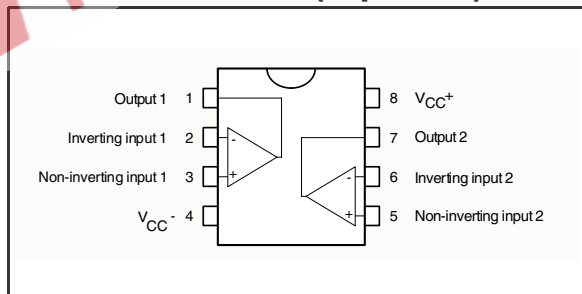 Output 1 1 8 VCC+
Inverting input 1 2 - 7 Output 2
Non-inverting input 1 3 + - 6 Inverting input 2
VCC - 4 + 5 Non-inverting input 2